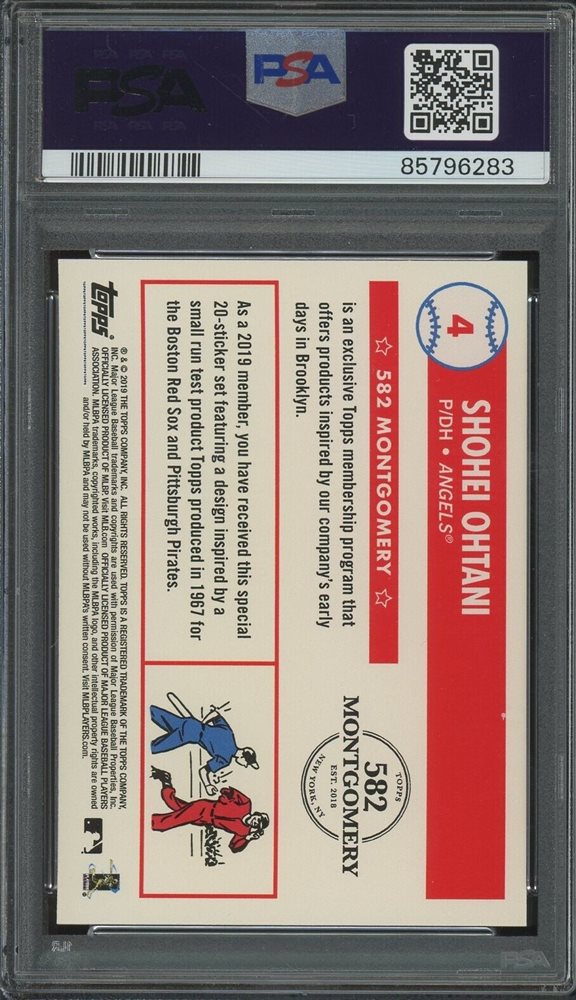 PSA
PSA
85796283
4
SHOHEI OHTANI
P/DH • ANGELS®
☆ 582 MONTGOMERY ☆
is an exclusive Topps membership program that
offers products inspired by our company's early
days in Brooklyn.
TOPPS
582
MONTGOMERY
EST. 2018
NEW YORK, NY
As a 2019 member, you have received this special
20-sticker set featuring a design inspired by a
small run test product Topps produced in 1967 for
the Boston Red Sox and Pittsburgh Pirates.
topps®
® & © 2019 THE TOPPS COMPANY, INC. ALL RIGHTS RESERVED. TOPPS IS A REGISTERED TRADEMARK OF THE TOPPS COMPANY,
INC. Major League Baseball trademarks and copyrights are used with permission of Major League Baseball Properties, Inc.
OFFICIALLY LICENSED PRODUCT OF MLBP. Visit MLB.com OFFICIALLY LICENSED PRODUCT OF MAJOR LEAGUE BASEBALL PLAYERS
ASSOCIATION. MLBPA trademarks, copyrighted works, including the MLBPA logo, and other intellectual property rights are owned
and/or held by MLBPA and may not be used without MLBPA's written consent. Visit MLBPLAYERS.com.
PSA